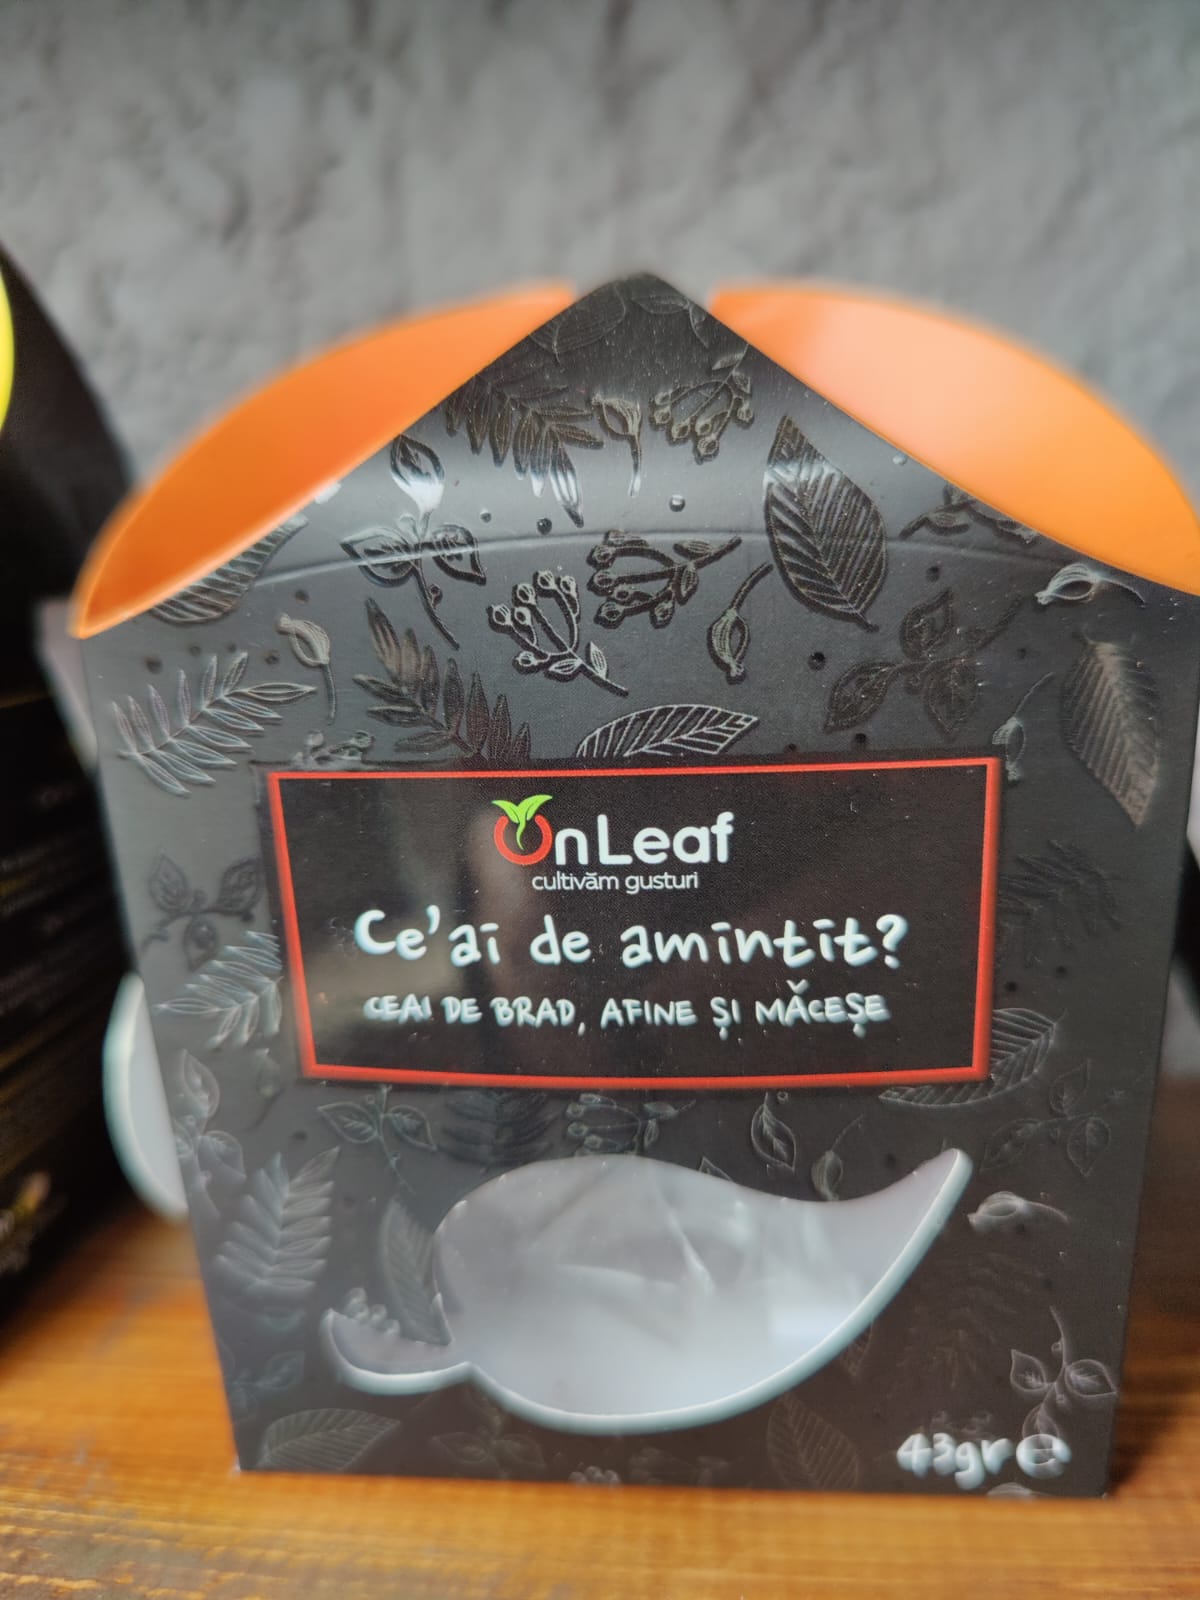 OnLeaf
cultivăm gusturi
Ce'ai de amintit?
CEAI DE BRAD, AFINE ȘI MĂCEȘE
43gr e